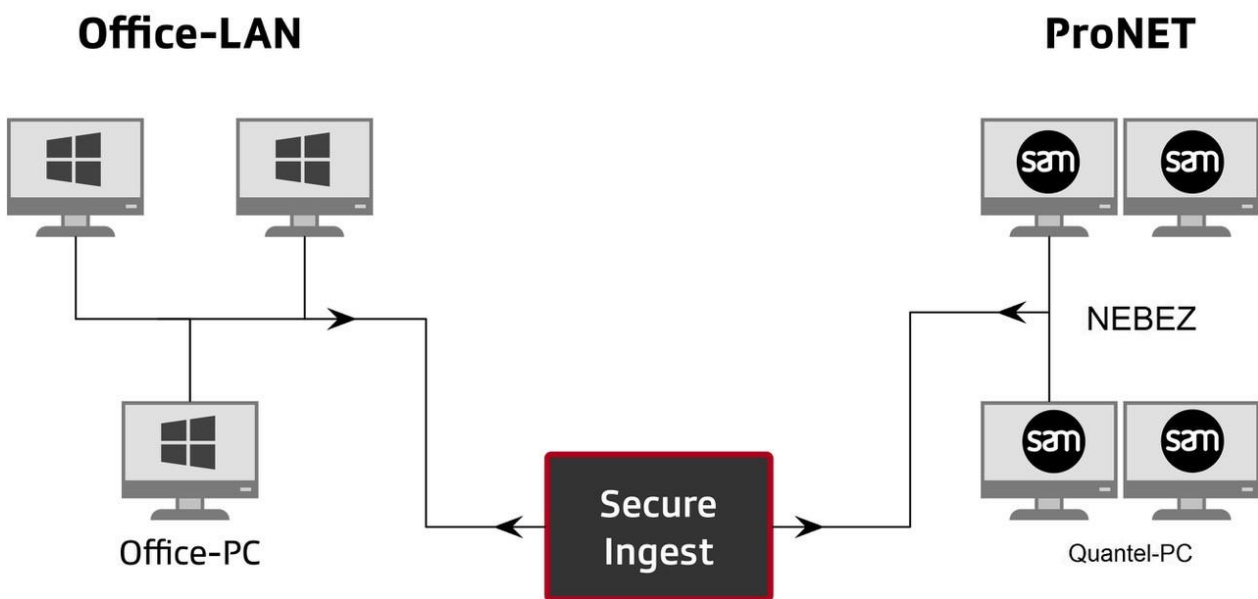 Office-LAN
ProNET
sam
sam
NEBEZ
sam
sam
Secure
Ingest
Office-PC
Quantel-PC